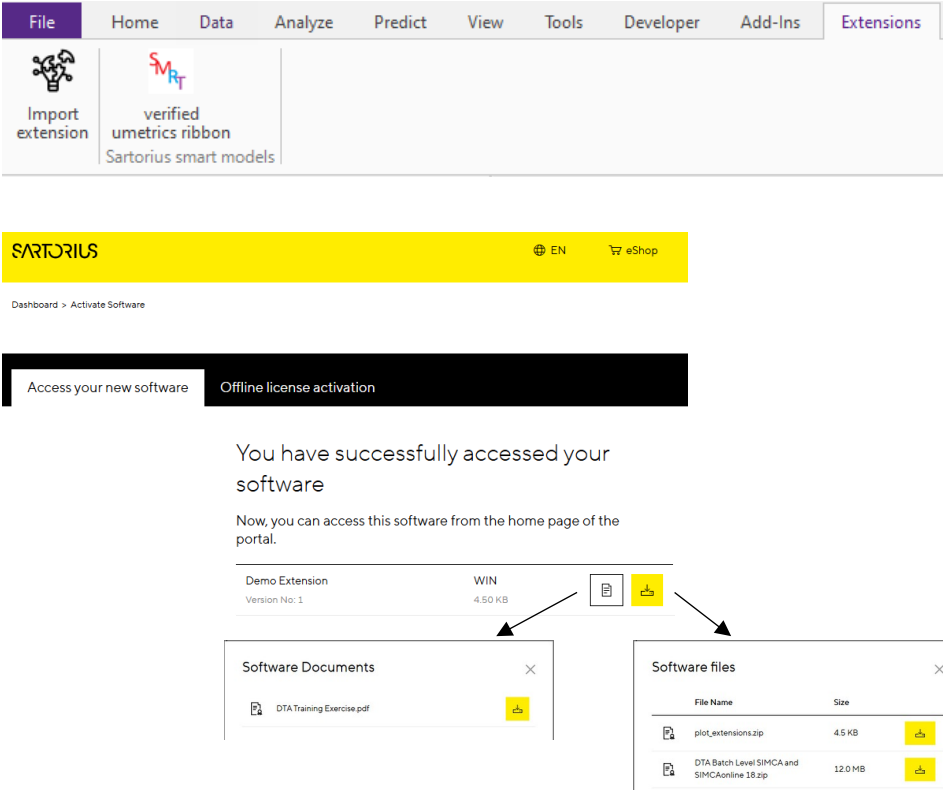 File Home Data Analyze Predict View Tools Developer Add-Ins Extensions
SMRT
Import
extension
verified
umetrics ribbon
Sartorius smart models
SARTORIUS
EN
eShop
Dashboard > Activate Software
Access your new software
Offline license activation
You have successfully accessed your
software
Now, you can access this software from the home page of the
portal.
Demo Extension WIN
Version No: 1 4.50 KB
Software Documents
DTA Training Exercise.pdf
Software files
File Name Size
plot_extensions.zip 4.5 KB
DTA Batch Level SIMCA and
SIMCAonline 18.zip 12.0 MB